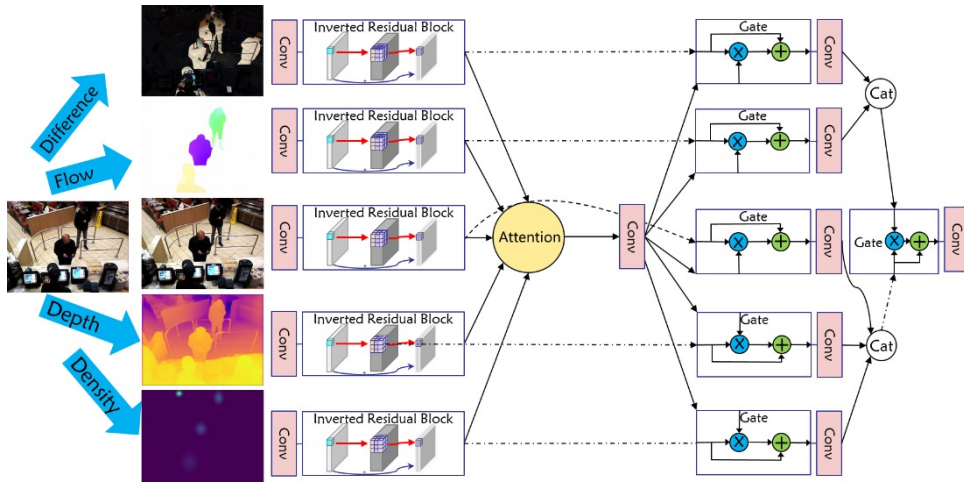 Difference
Flow
Depth
Density
Conv
Inverted Residual Block
Conv
Inverted Residual Block
Conv
Inverted Residual Block
Conv
Inverted Residual Block
Conv
Inverted Residual Block
Attention
Conv
Gate
Conv
Gate
Conv
Gate
Conv
Gate
Conv
Gate
Conv
Cat
Gate
Conv
Cat